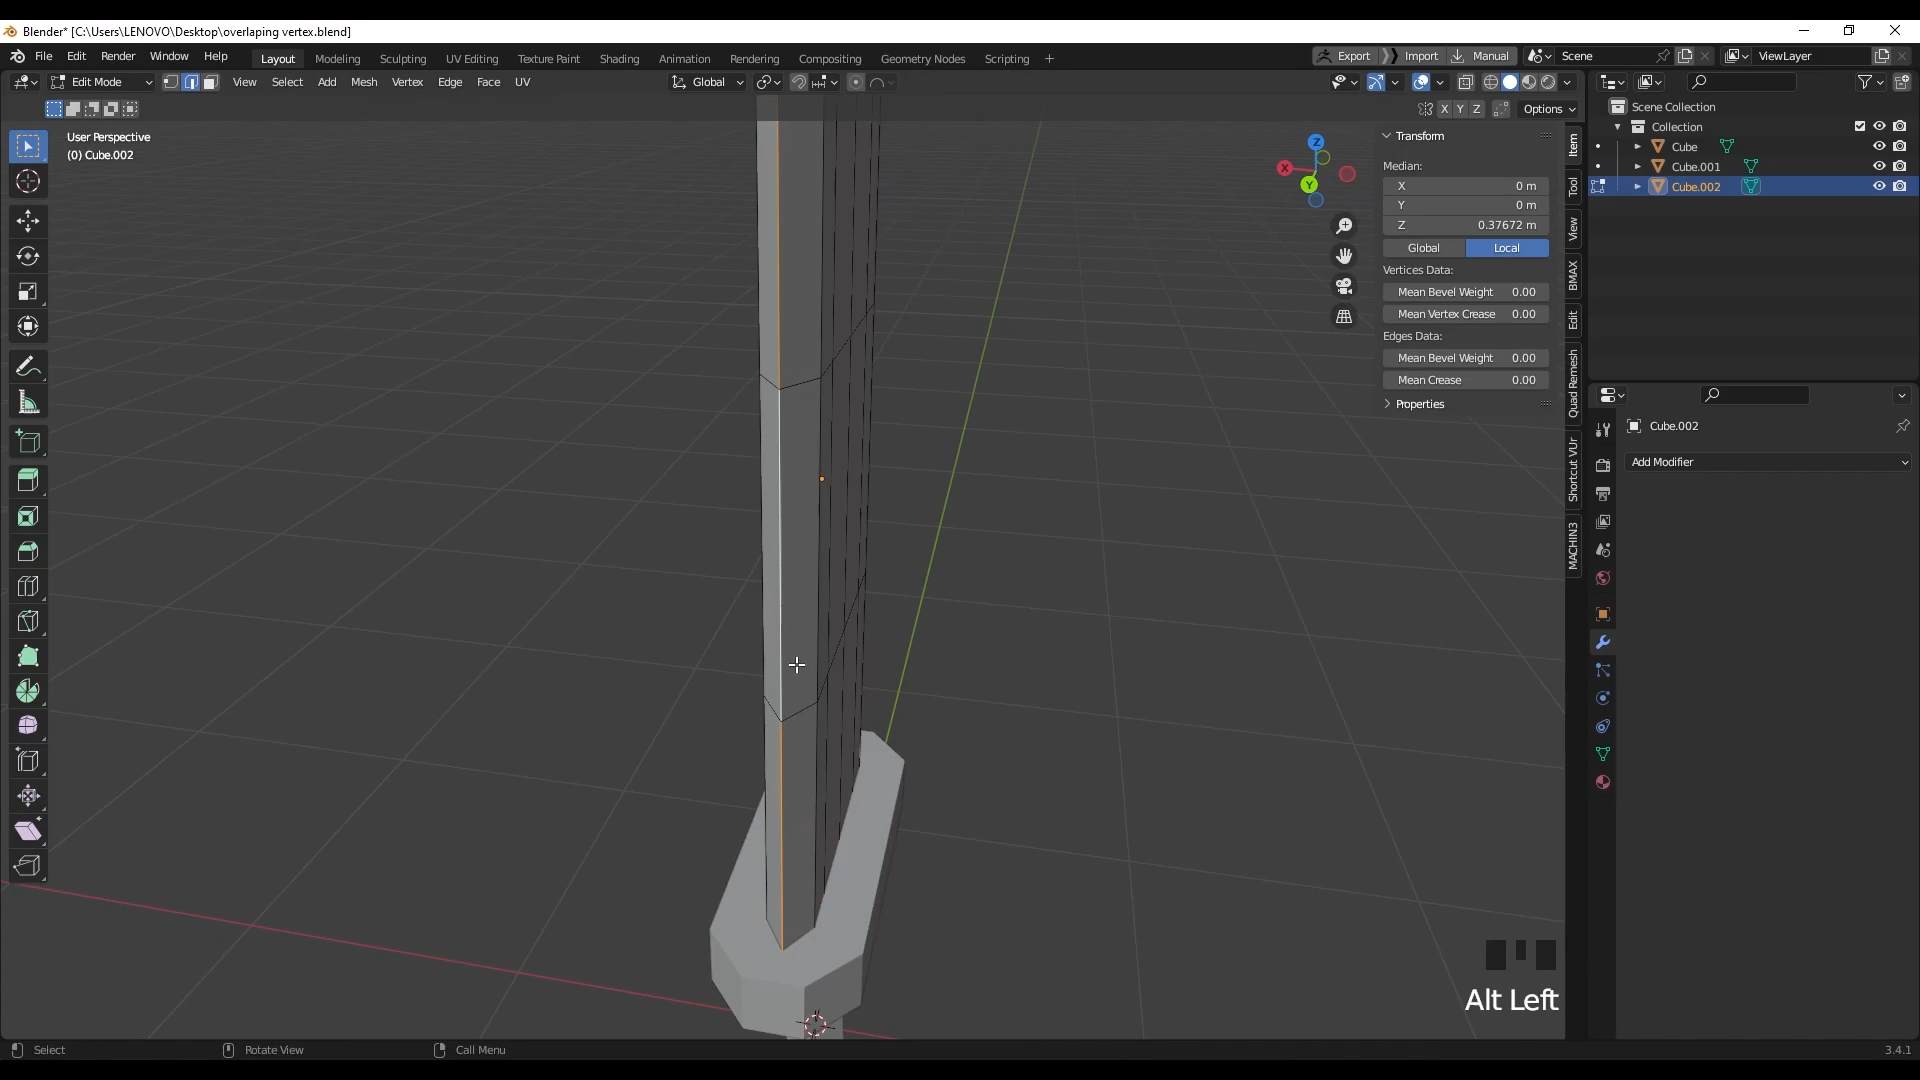 Blender* [C:\Users\LENOVO\Desktop\overlaping vertex.blend]
File Edit Render Window Help Layout Modeling Sculpting UV Editing Texture Paint Shading Animation Rendering Compositing Geometry Nodes Scripting + Export Import Manual Scene ViewLayer
Edit Mode View Select Add Mesh Vertex Edge Face UV Global
X Y Z Options
User Perspective
(0) Cube.002
Scene Collection
Collection
Cube
Cube.001
Cube.002
Z
X
Y
Transform
Median:
X 0 m
Y 0 m
Z 0.37672 m
Global Local
Vertices Data:
Mean Bevel Weight 0.00
Mean Vertex Crease 0.00
Edges Data:
Mean Bevel Weight 0.00
Mean Crease 0.00
Properties
Item
Tool
View
BMAX
Edit
Quad Remesh
Shortcut VUr
MACHIN3
Cube.002
Add Modifier
Alt Left
Select Rotate View Call Menu 3.4.1